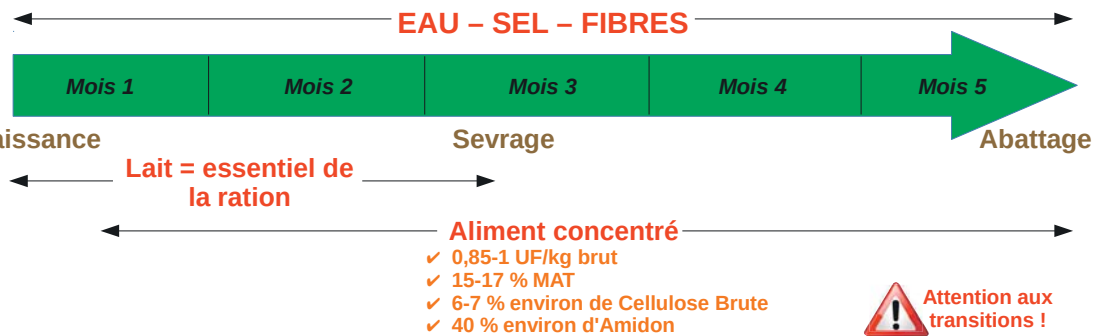 EAU – SEL – FIBRES
Mois 1
Mois 2
Mois 3
Mois 4
Mois 5
aissance
Sevrage
Abattage
Lait = essentiel de
la ration
Aliment concentré
✔ 0,85-1 UF/kg brut
✔ 15-17 % MAT
✔ 6-7 % environ de Cellulose Brute
✔ 40 % environ d'Amidon
Attention aux
transitions !